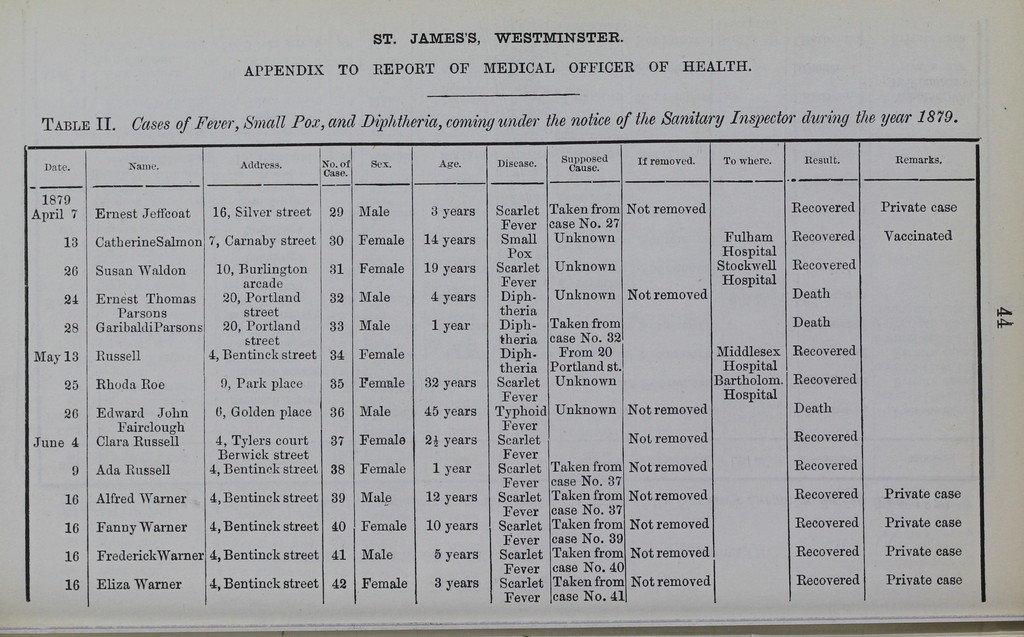 ST. JAMES'S, WESTMINSTER.
APPENDIX TO REPORT OF MEDICAL OFFICER OF HEALTH.
TABLE II. Cases of Fever, Small Pox, and Diphtheria, coming under the notice of the Sanitary Inspector during the year 1879.
Date. Name. Address. No. of Case. Sex. Age. Disease. Supposed Cause. If removed. To where. Result. Remarks.
1879
April 7 Ernest Jeffcoat 16, Silver street 29 Male 3 years Scarlet Taken from Not removed Recovered Private case
Fever case No. 27
13 Catherine Salmon 7, Carnaby street 30 Female 14 years Small Unknown Fulham Recovered Vaccinated
Pox Hospital
26 Susan Waldon 10, Burlington 31 Female 19 years Scarlet Unknown Stockwell Recovered
arcade Fever Hospital
24 Ernest Thomas 20, Portland 32 Male 4 years Diph- Unknown Not removed Death
Parsons street theria
28 Garibaldi Parsons 20, Portland 33 Male 1 year Diph- Taken from Death
street theria case No. 32
May 13 Russell 4, Bentinck street 34 Female Diph- From 20 Middlesex Recovered
theria Portland st. Hospital
25 Rhoda Roe 9, Park place 35 Female 32 years Scarlet Unknown Bartholom. Recovered
Fever Hospital
26 Edward John 6, Golden place 36 Male 45 years Typhoid Unknown Not removed Death
Fairclough Fever
June 4 Clara Russell 4, Tylers court 37 Female 2½ years Scarlet Not removed Recovered
Berwick street Fever
9 Ada Russell 4, Bentinck street 38 Female 1 year Scarlet Taken from Not removed Recovered
Fever case No. 37
16 Alfred Warner 4, Bentinck street 39 Male 12 years Scarlet Taken from Not removed Recovered Private case
Fever case No. 37
16 Fanny Warner 4, Bentinck street 40 Female 10 years Scarlet Taken from Not removed Recovered Private case
Fever case No. 39
16 Frederick Warner 4, Bentinck street 41 Male 5 years Scarlet Taken from Not removed Recovered Private case
Fever case No. 40
16 Eliza Warner 4, Bentinck street 42 Female 3 years Scarlet Taken from Not removed Recovered Private case
Fever case No. 41
44